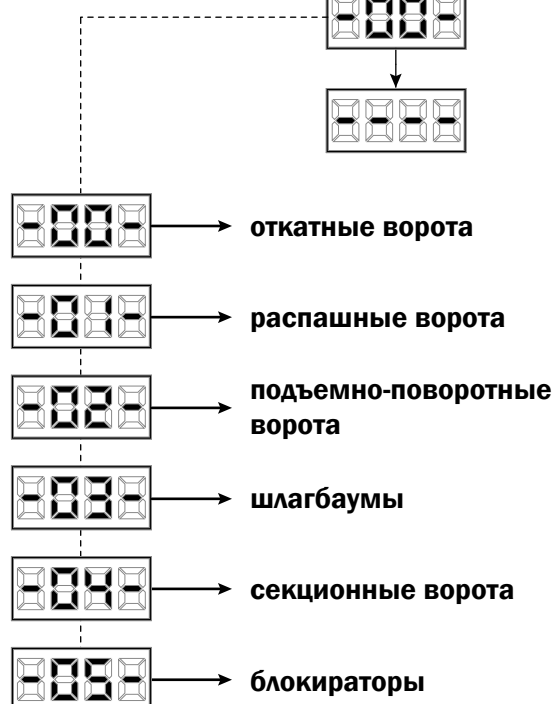 -00-
----
-00- откатные ворота
-01- распашные ворота
-02- подъемно-поворотные
ворота
-03- шлагбаумы
-04- секционные ворота
-05- блокираторы